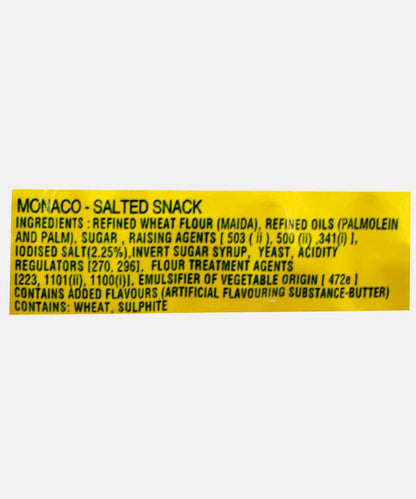 MONACO - SALTED SNACK
INGREDIENTS : REFINED WHEAT FLOUR (MAIDA), REFINED OILS (PALMOLEIN
AND PALM), SUGAR , RAISING AGENTS [ 503 ( ii ), 500 (ii) ,341(i) ],
IODISED SALT(2.25%),INVERT SUGAR SYRUP, YEAST, ACIDITY
REGULATORS [270, 296], FLOUR TREATMENT AGENTS
[223, 1101(ii), 1100(i)], EMULSIFIER OF VEGETABLE ORIGIN [ 472e ]
CONTAINS ADDED FLAVOURS (ARTIFICIAL FLAVOURING SUBSTANCE-BUTTER)
CONTAINS: WHEAT, SULPHITE